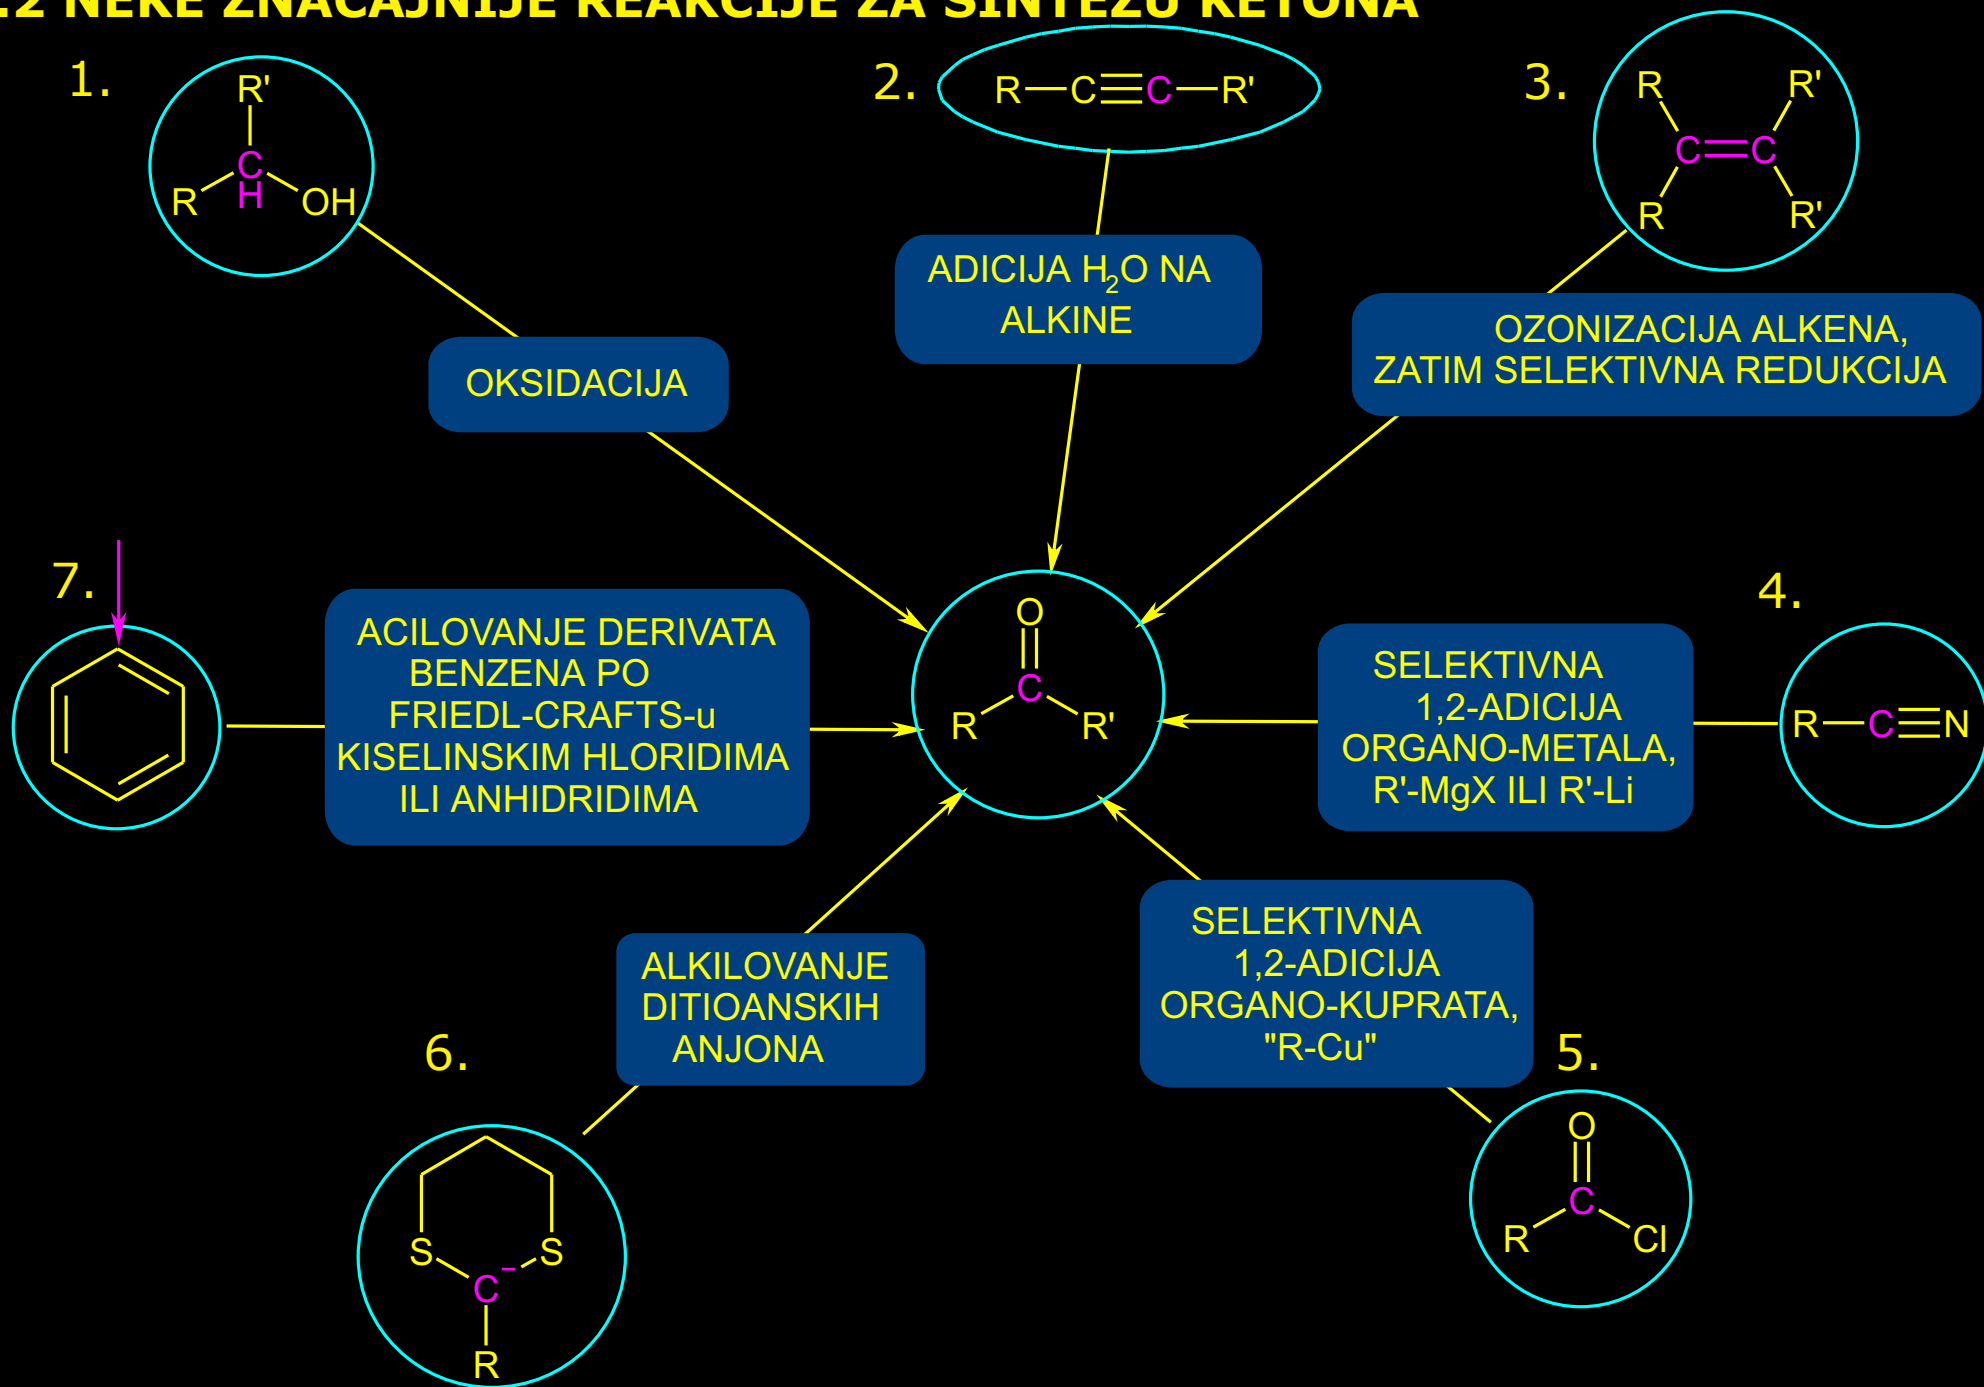 .2 NEKE ZNAČAJNIJE REAKCIJE ZA SINTEZU KETONA
1.
R'
C
H
R
OH
2.
R—C≡C—R'
3.
R
R'
C=C
R
R'
OKSIDACIJA
ADICIJA H₂O NA
ALKINE
OZONIZACIJA ALKENA,
ZATIM SELEKTIVNA REDUKCIJA
7.
ACILOVANJE DERIVATA
BENZENA PO
FRIEDL-CRAFTS-u
KISELINSKIM HLORIDIMA
ILI ANHIDRIDIMA
O
C
R
R'
4.
SELEKTIVNA
1,2-ADICIJA
ORGANO-METALA,
R'-MgX ILI R'-Li
R—C≡N
6.
ALKILOVANJE
DITIOANSKIH
ANJONA
S
S
C⁻
R
SELEKTIVNA
1,2-ADICIJA
ORGANO-KUPRATA,
"R-Cu"
5.
O
C
R
Cl